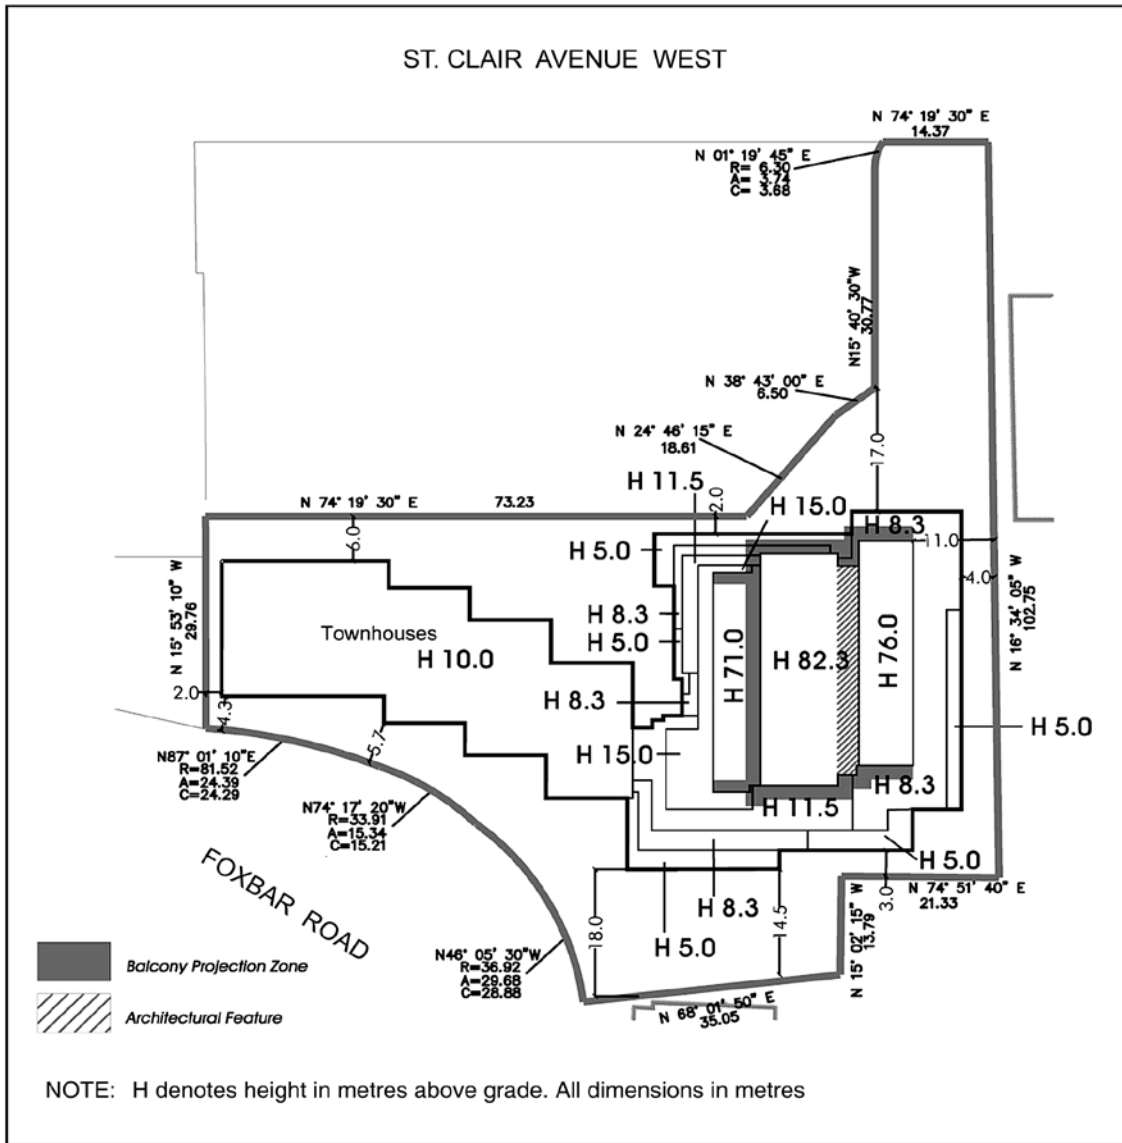 ST. CLAIR AVENUE WEST
N 74° 19' 30" E
14.37
N 01° 19' 45" E
R= 6.30
A= 3.74
C= 3.68
N15° 40' 30"W
30.77
N 38° 43' 00" E
6.50
N 24° 46' 15" E
18.61
17.0
H 11.5
N 74° 19' 30" E 73.23
2.0
H 15.0
H 8.3
6.0
H 5.0
11.0
4.0
N 15° 53' 10" W
29.76
N 16° 34' 05" W
102.75
H 8.3
Townhouses
H 5.0
H 10.0
H 71.0
H 82.3
H 76.0
2.0
H 8.3
4.3
5.7
H 5.0
H 15.0
N87° 01' 10"E
R=81.52
A=24.39
C=24.29
H 8.3
H 11.5
N74° 17' 20"W
R=33.91
A=15.34
C=15.21
FOXBAR ROAD
H 5.0
3.0
N 74° 51' 40" E
21.33
H 8.3
18.0
14.5
N 15° 02' 15" W
13.79
H 5.0
N46° 05' 30"W
R=36.92
A=29.68
C=28.88
N 68° 01' 50" E
35.05
Balcony Projection Zone
Architectural Feature
NOTE: H denotes height in metres above grade. All dimensions in metres